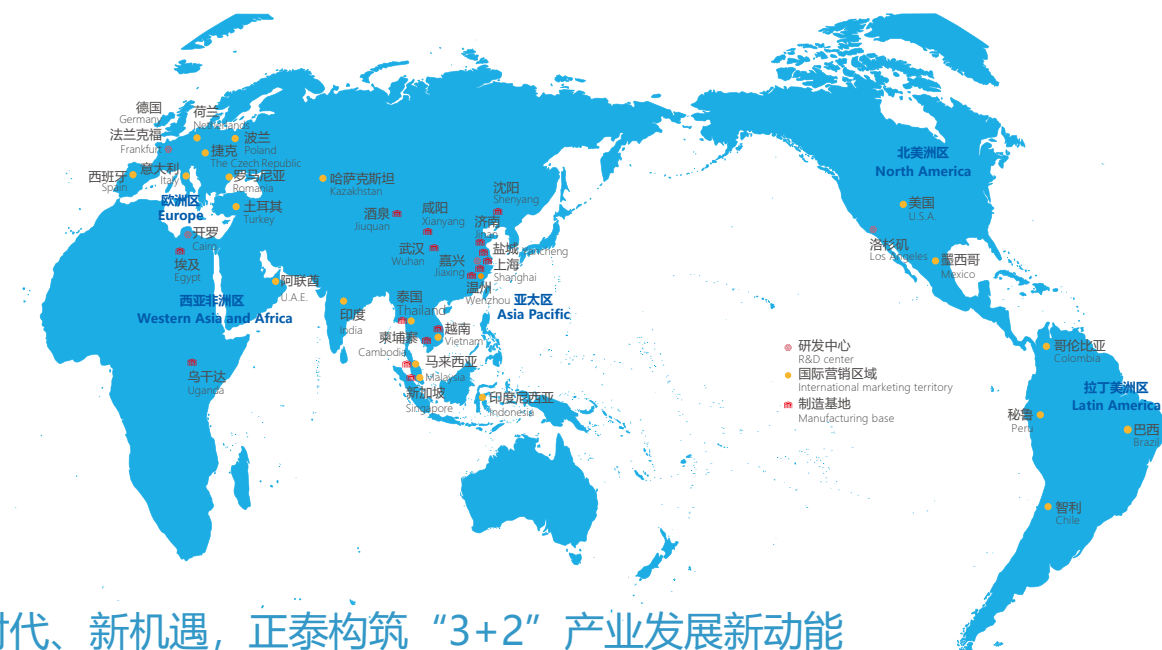 德国
Germany
荷兰
Netherlands
法兰克福
Frankfurt
波兰
Poland
捷克
The Czech Republic
西班牙
Spain
意大利
Italy
罗马尼亚
Romania
欧洲区
Europe
土耳其
Turkey
哈萨克斯坦
Kazakhstan
开罗
Cairo
埃及
Egypt
阿联酋
U.A.E.
西亚非洲区
Western Asia and Africa
乌干达
Uganda
沈阳
Shenyang
酒泉
Jiuquan
咸阳
Xianyang
济南
Jinan
武汉
Wuhan
盐城 Yancheng
嘉兴
Jiaxing
上海
Shanghai
温州
Wenzhou
亚太区
Asia Pacific
印度
India
泰国
Thailand
柬埔寨
Cambodia
越南
Vietnam
马来西亚
Malaysia
新加坡
Singapore
印度尼西亚
Indonesia
北美洲区
North America
美国
U.S.A.
洛杉矶
Los Angeles
墨西哥
Mexico
研发中心
R&D center
国际营销区域
International marketing territory
制造基地
Manufacturing base
哥伦比亚
Colombia
拉丁美洲区
Latin America
秘鲁
Peru
巴西
Brazil
智利
Chile
时代、新机遇，正泰构筑“3+2”产业发展新动能